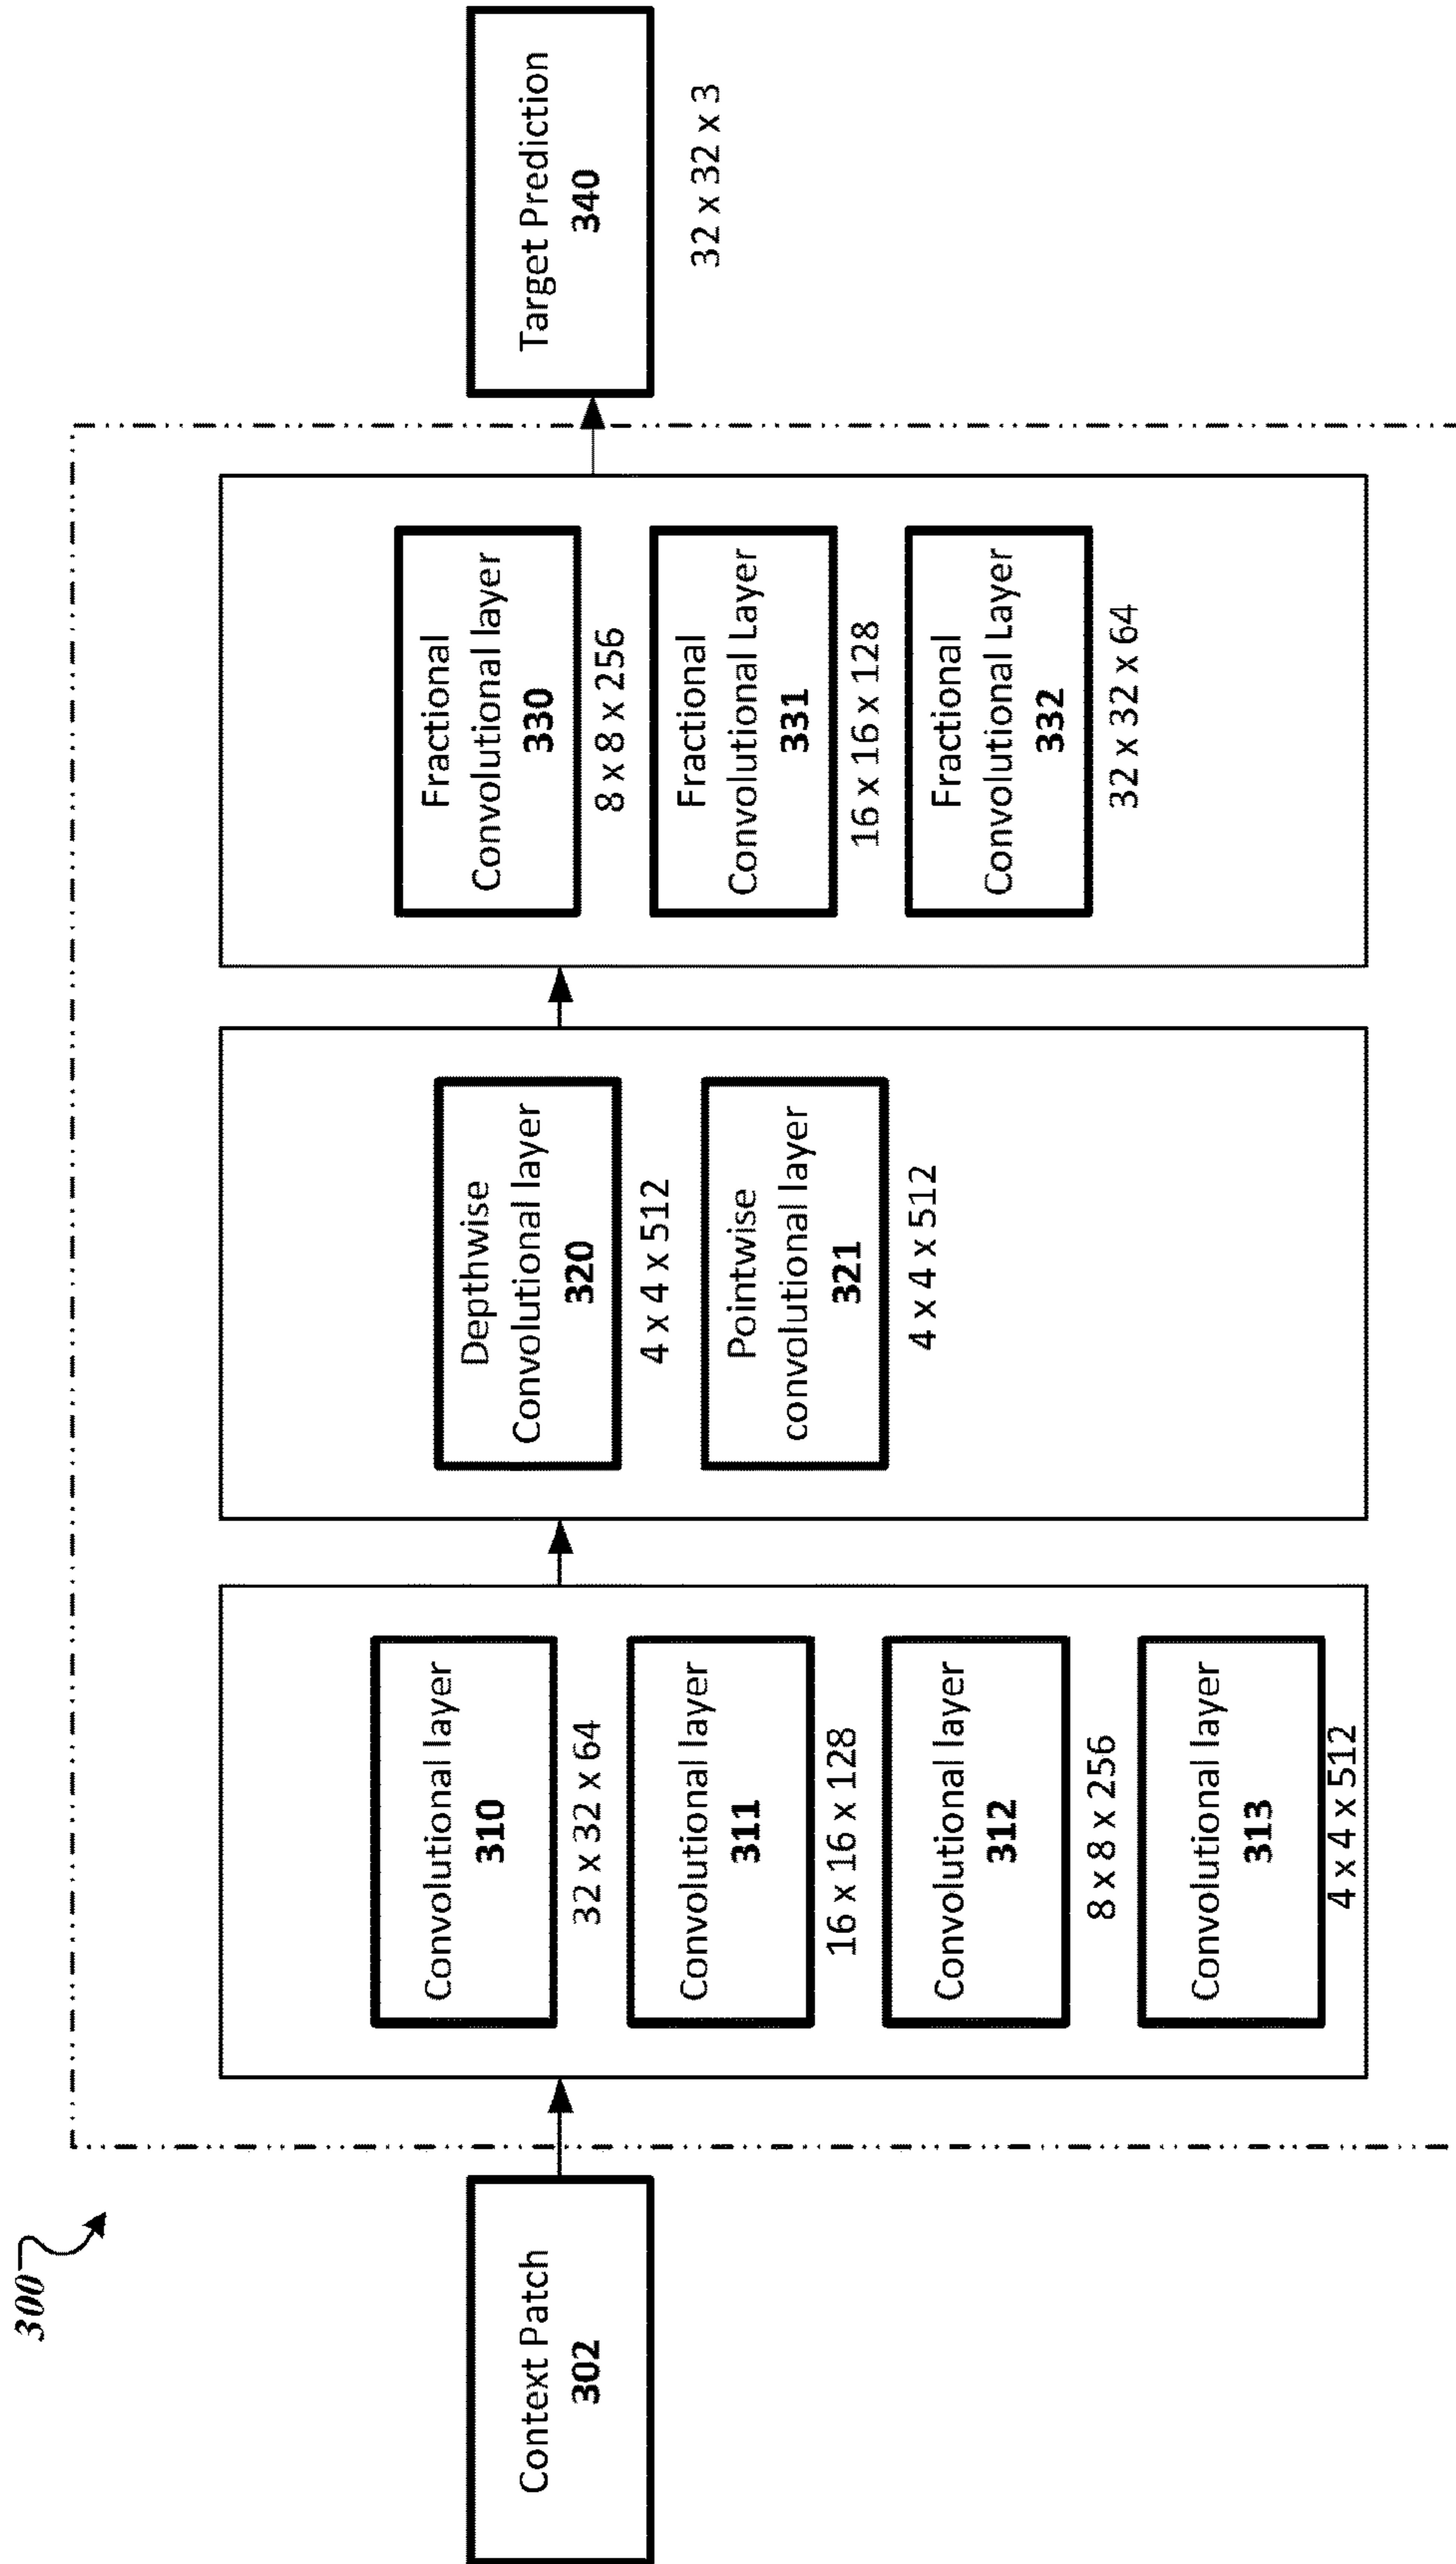 300
Context Patch
302
Convolutional layer
310
32 x 32 x 64
Convolutional layer
311
16 x 16 x 128
Convolutional layer
312
8 x 8 x 256
Convolutional layer
313
4 x 4 x 512
Depthwise
Convolutional layer
320
4 x 4 x 512
Pointwise
convolutional layer
321
4 x 4 x 512
Fractional
Convolutional layer
330
8 x 8 x 256
Fractional
Convolutional Layer
331
16 x 16 x 128
Fractional
Convolutional Layer
332
32 x 32 x 64
Target Prediction
340
32 x 32 x 3